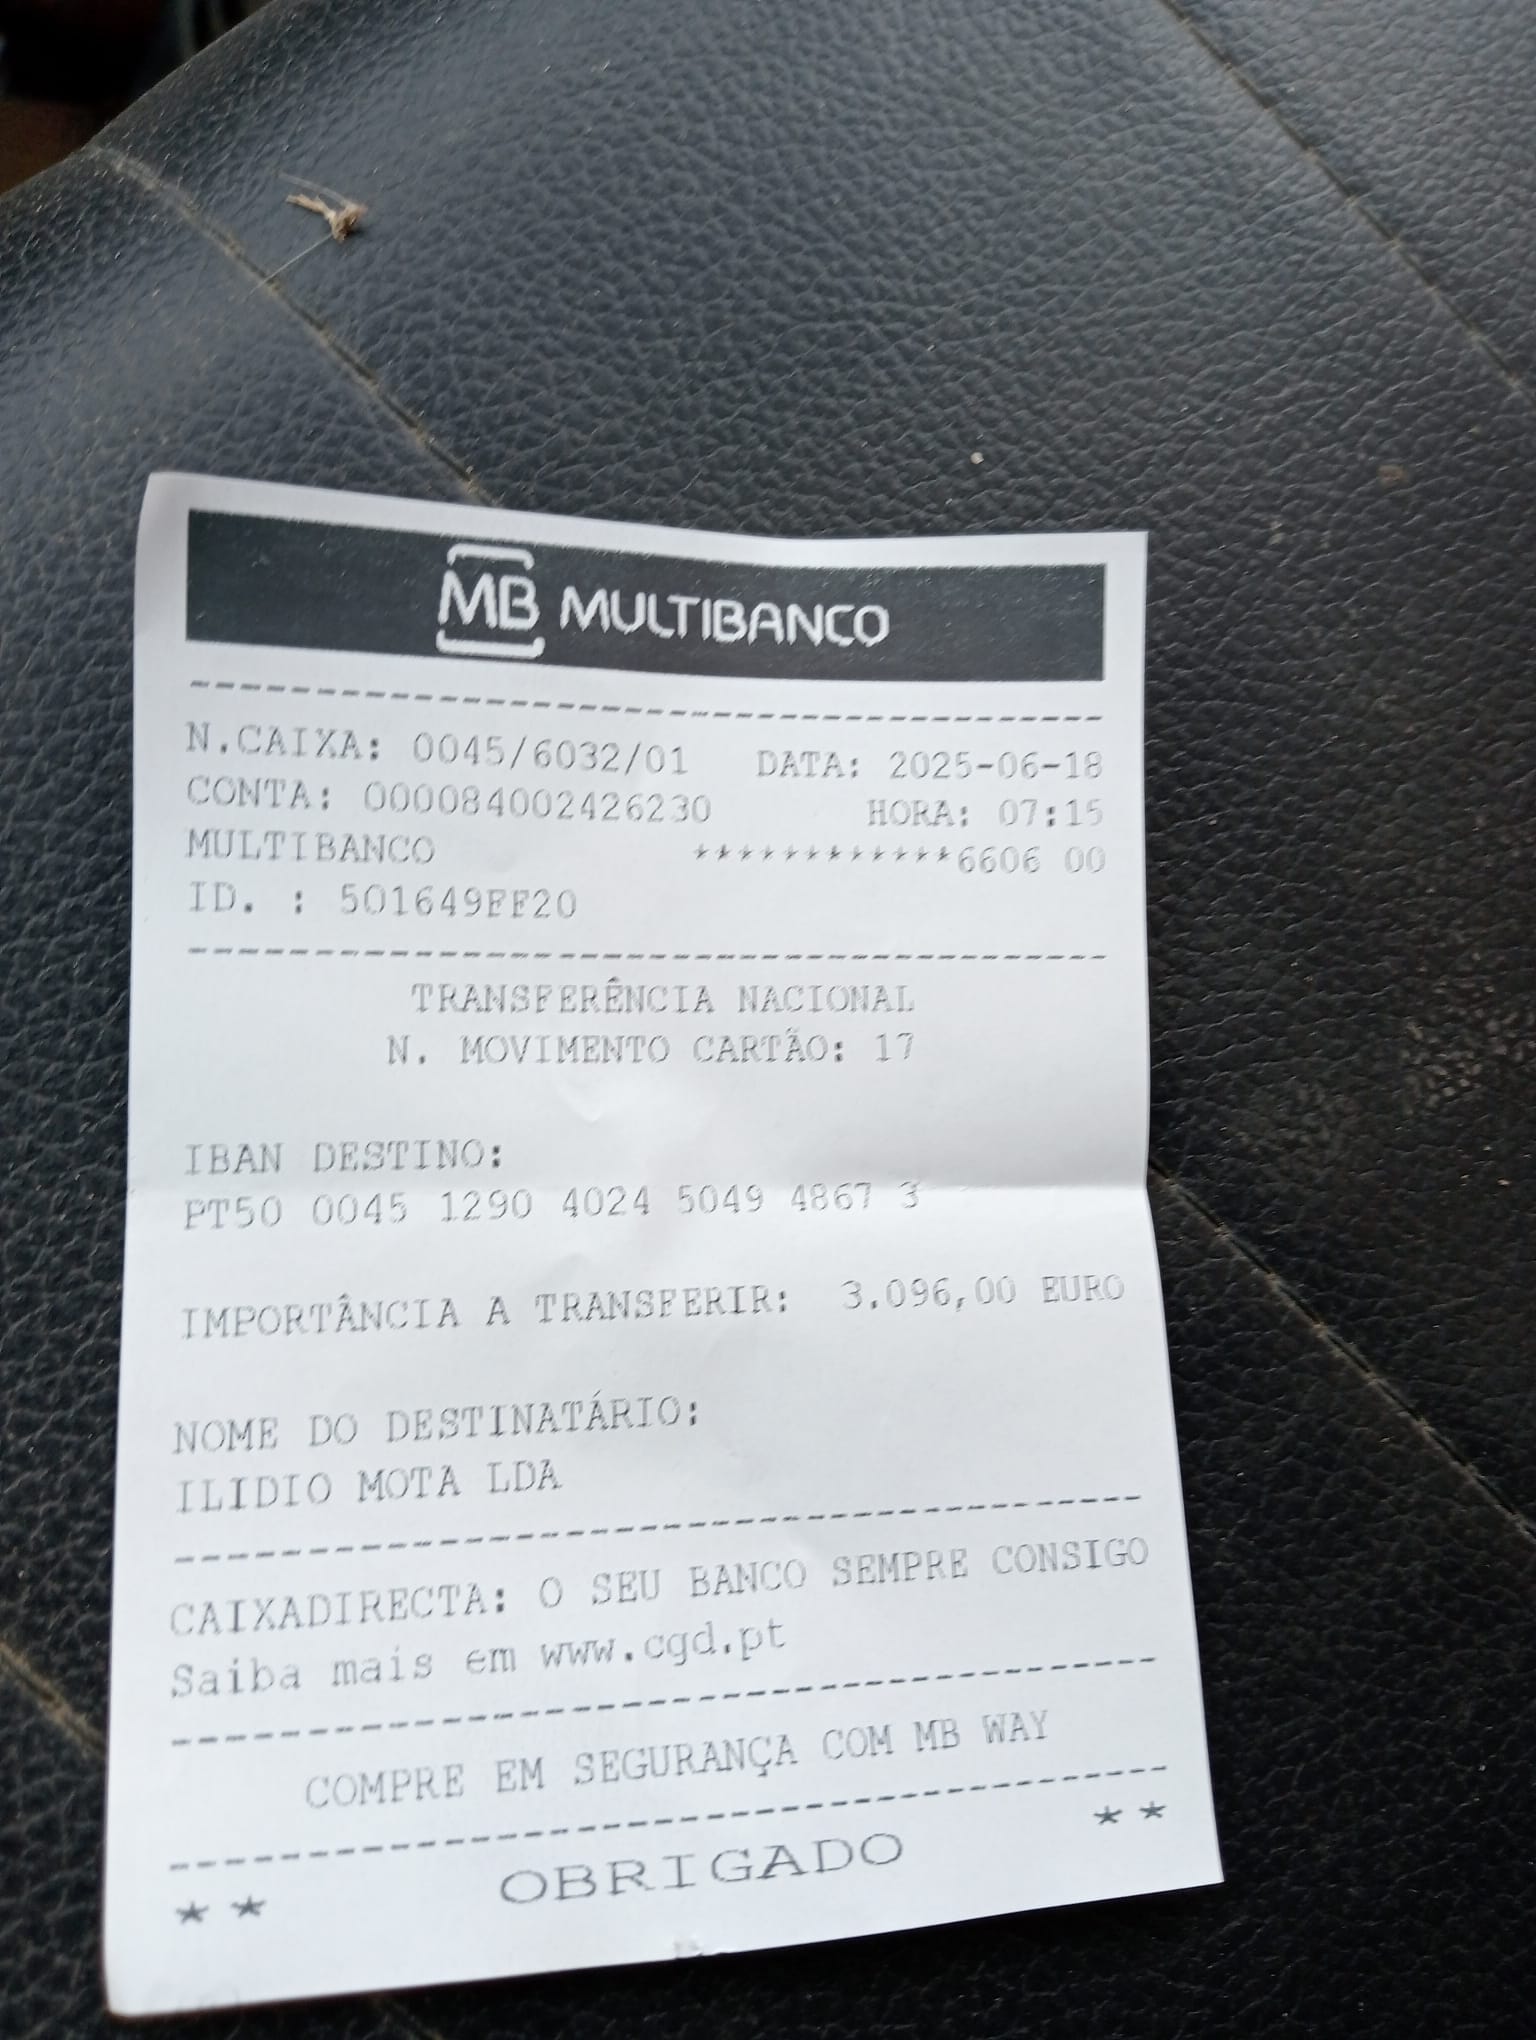 MB MULTIBANCO
N.CAIXA: 0045/6032/01 DATA: 2025-06-18
CONTA: 000084002426230 HORA: 07:15
MULTIBANCO ************6606 00
ID. : 501649FF20
TRANSFERÊNCIA NACIONAL
N. MOVIMENTO CARTÃO: 17
IBAN DESTINO:
PT50 0045 1290 4024 5049 4867 3
IMPORTÂNCIA A TRANSFERIR: 3.096,00 EURO
NOME DO DESTINATÁRIO:
ILIDIO MOTA LDA
CAIXADIRECTA: O SEU BANCO SEMPRE CONSIGO
Saiba mais em www.cgd.pt
COMPRE EM SEGURANÇA COM MB WAY
** OBRIGADO **